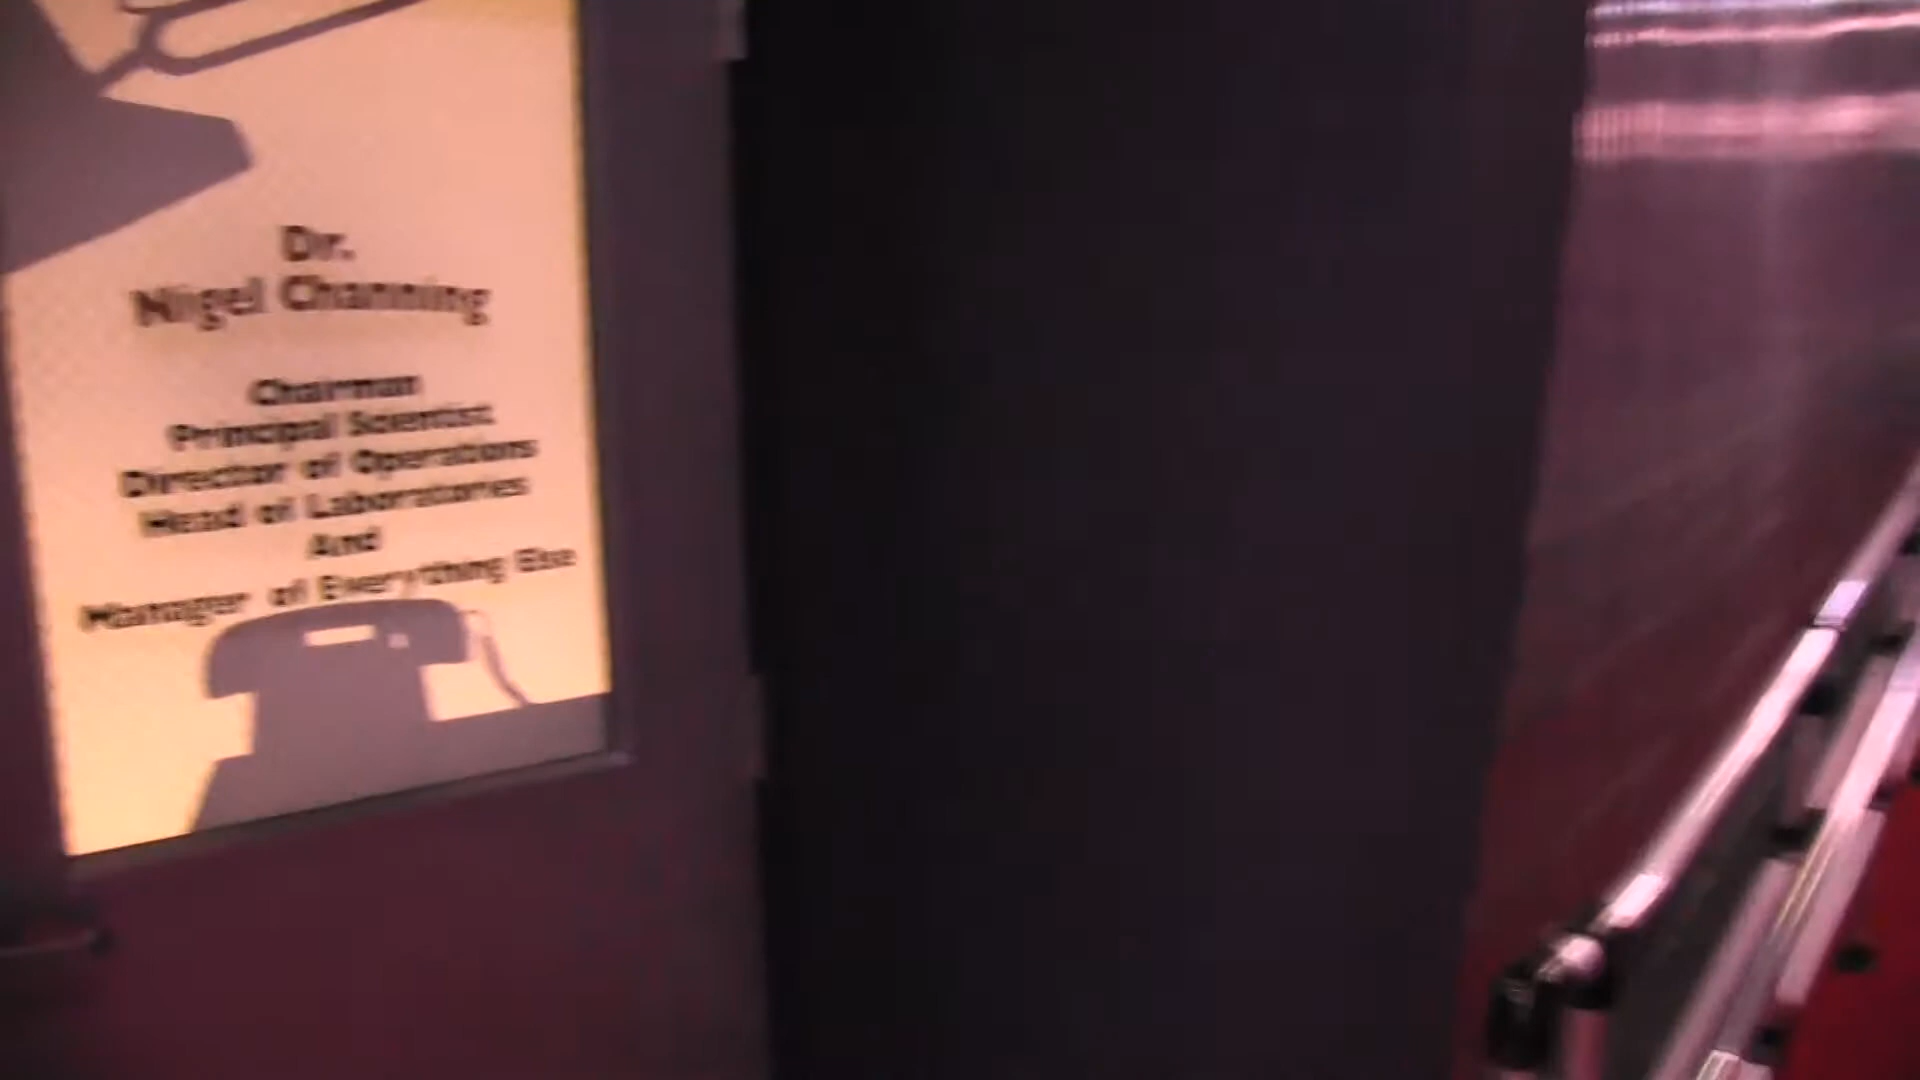 Dr.
Nigel Channing
Chairman
Principal Scientist
Director of Operations
Head of Laboratories
And
Manager of Everything Else